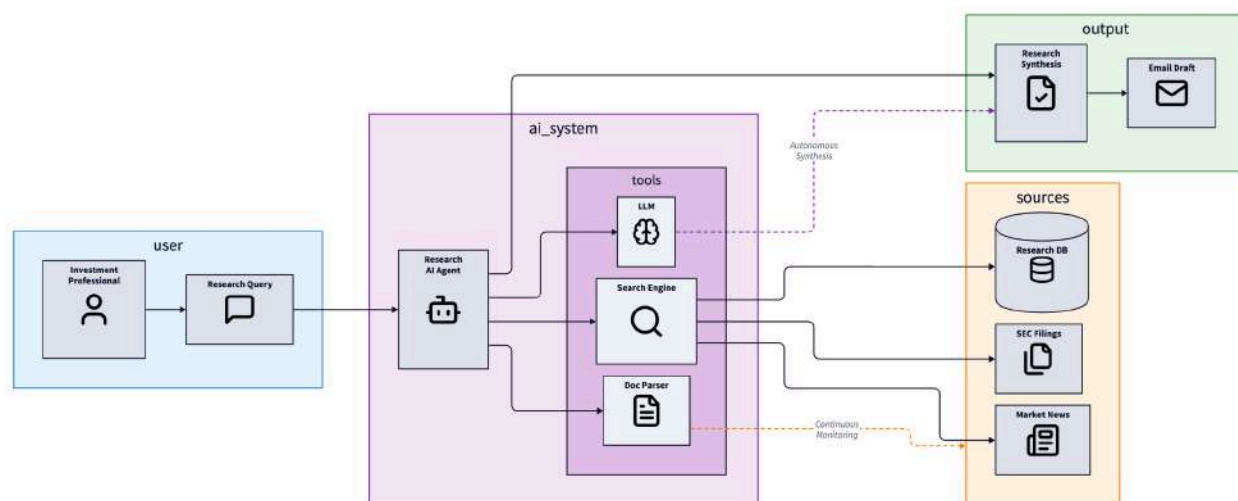 output
Research
Synthesis
Email Draft
ai_system
Autonomous
Synthesis
tools
LLM
sources
user
Research DB
Investment
Professional
Research Query
Research
AI Agent
Search Engine
SEC Filings
Doc Parser
Market News
Continuous
Monitoring